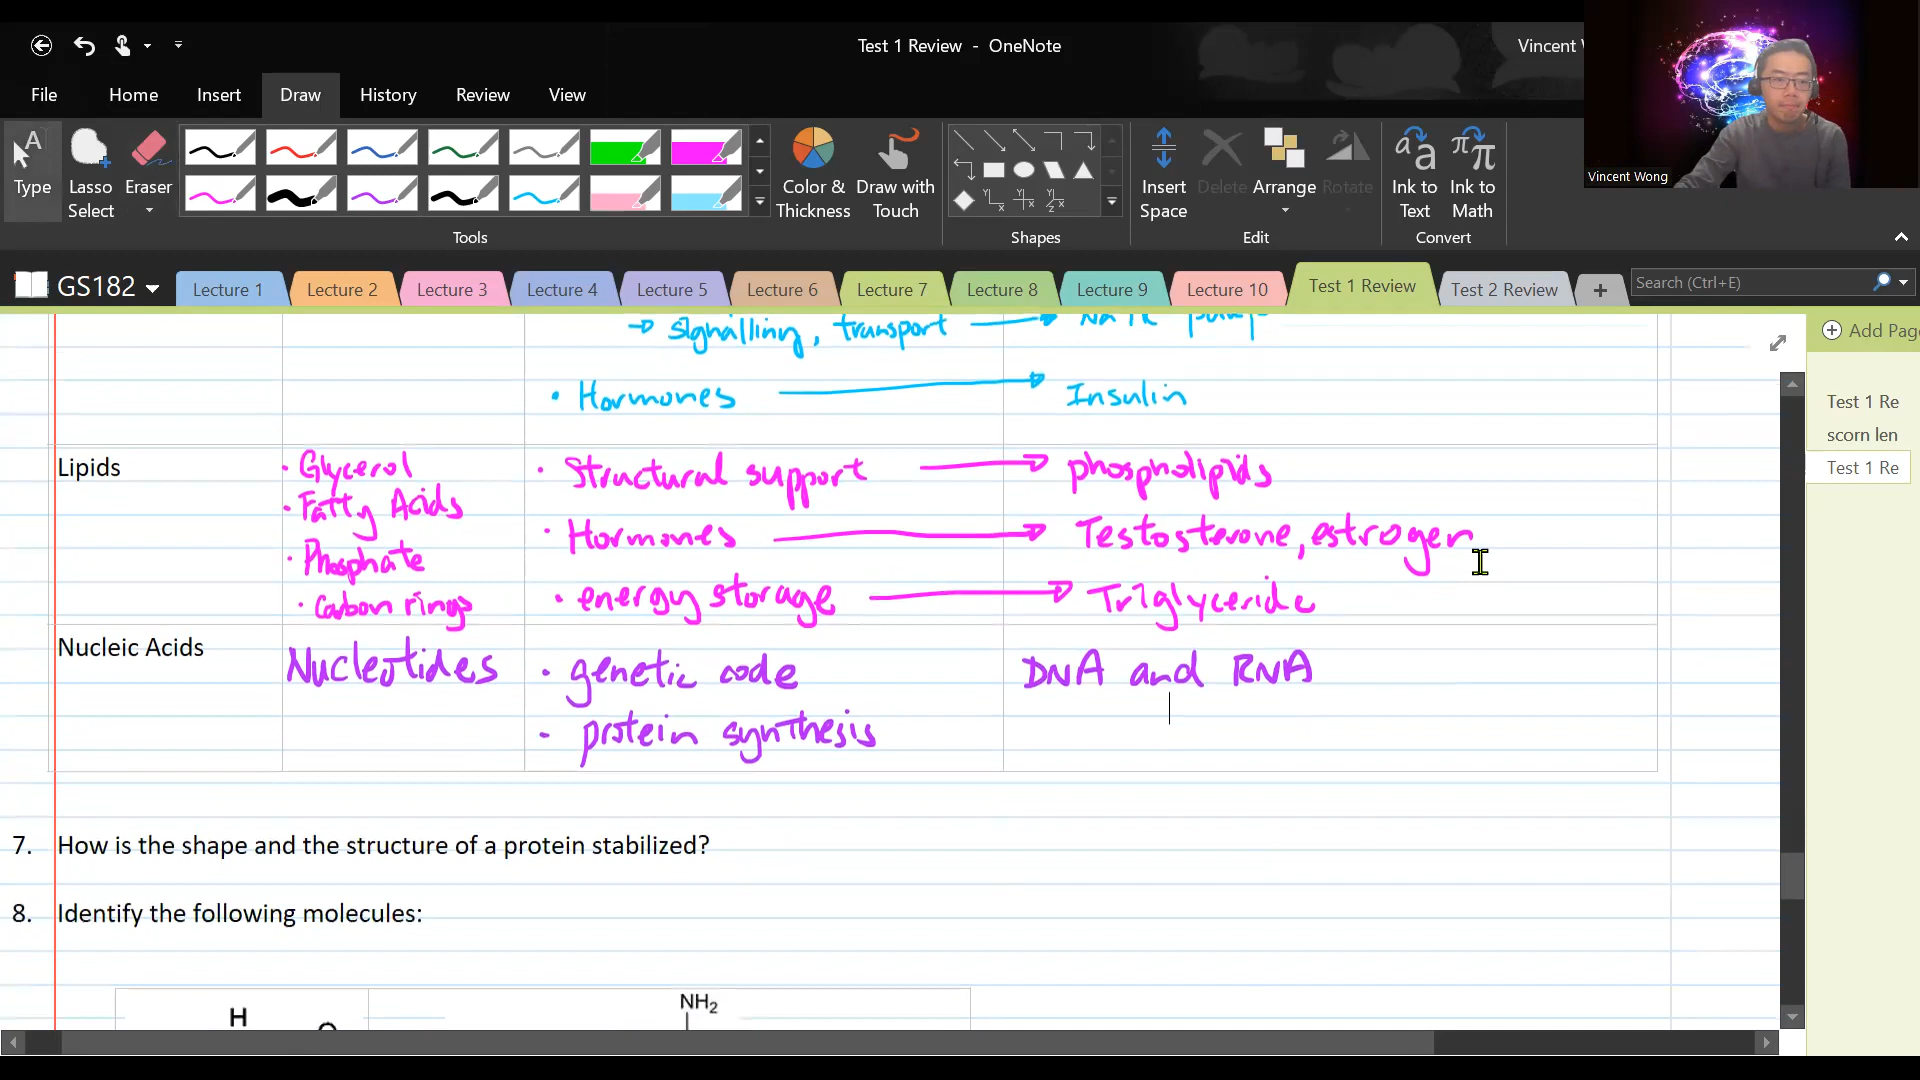 Test 1 Review - OneNote
Vincent W
File Home Insert Draw History Review View
Type
Lasso Select
Eraser
Color & Thickness
Draw with Touch
Insert Space
Delete
Arrange
Rotate
Ink to Text
Ink to Math
Tools
Shapes
Edit
Convert
Vincent Wong
GS182
Lecture 1 Lecture 2 Lecture 3 Lecture 4 Lecture 5 Lecture 6 Lecture 7 Lecture 8 Lecture 9 Lecture 10 Test 1 Review Test 2 Review
Search (Ctrl+E)
Add Page
Test 1 Re
scorn len
Test 1 Re
→ signalling, transport → Na K pump
• Hormones → Insulin
Lipids
• Glycerol
• Fatty Acids
• Phosphate
• Carbon rings
• Structural support → phospholipids
• Hormones → Testosterone, estrogen
• energy storage → Triglyceride
Nucleic Acids
Nucleotides
• genetic code
- protein synthesis
DNA and RNA
7. How is the shape and the structure of a protein stabilized?
8. Identify the following molecules:
H
O
NH2